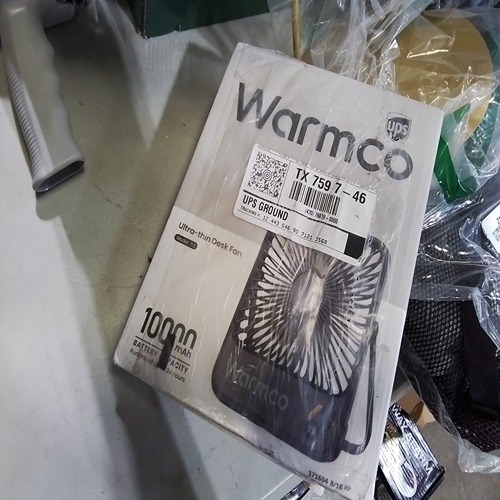 Warmco
ups
TX 759 7-46
UPS GROUND
Ultra-thin Desk Fan
10000
mAh
BATTERY CAPACITY
Warmco